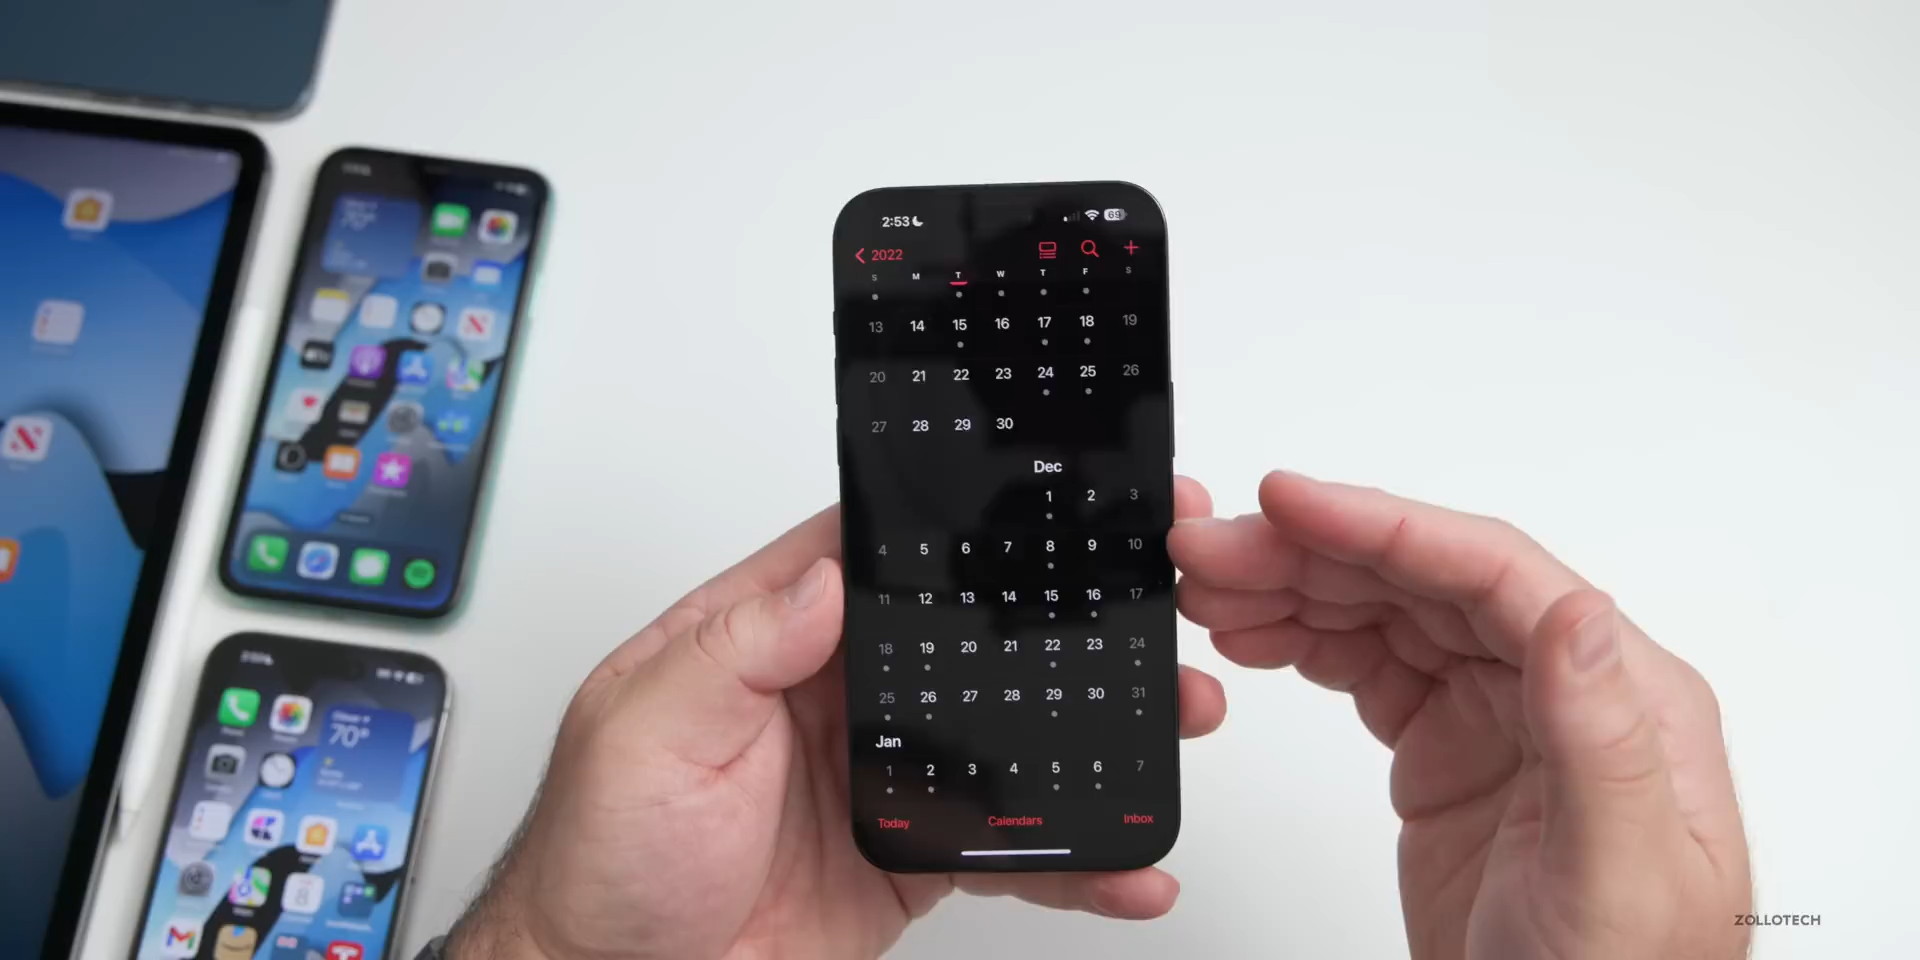 2:53
69
2022
S M T W T F S
13 14 15 16 17 18 19
20 21 22 23 24 25 26
27 28 29 30
Dec
1 2 3
4 5 6 7 8 9 10
11 12 13 14 15 16 17
18 19 20 21 22 23 24
25 26 27 28 29 30 31
Jan
1 2 3 4 5 6 7
Today Calendars Inbox
70°
70°
ZOLLOTECH